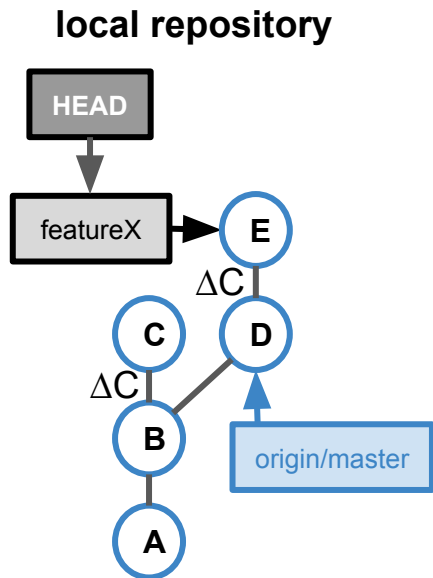 local repository
HEAD
featureX
E
ΔC
C
D
ΔC
B
origin/master
A